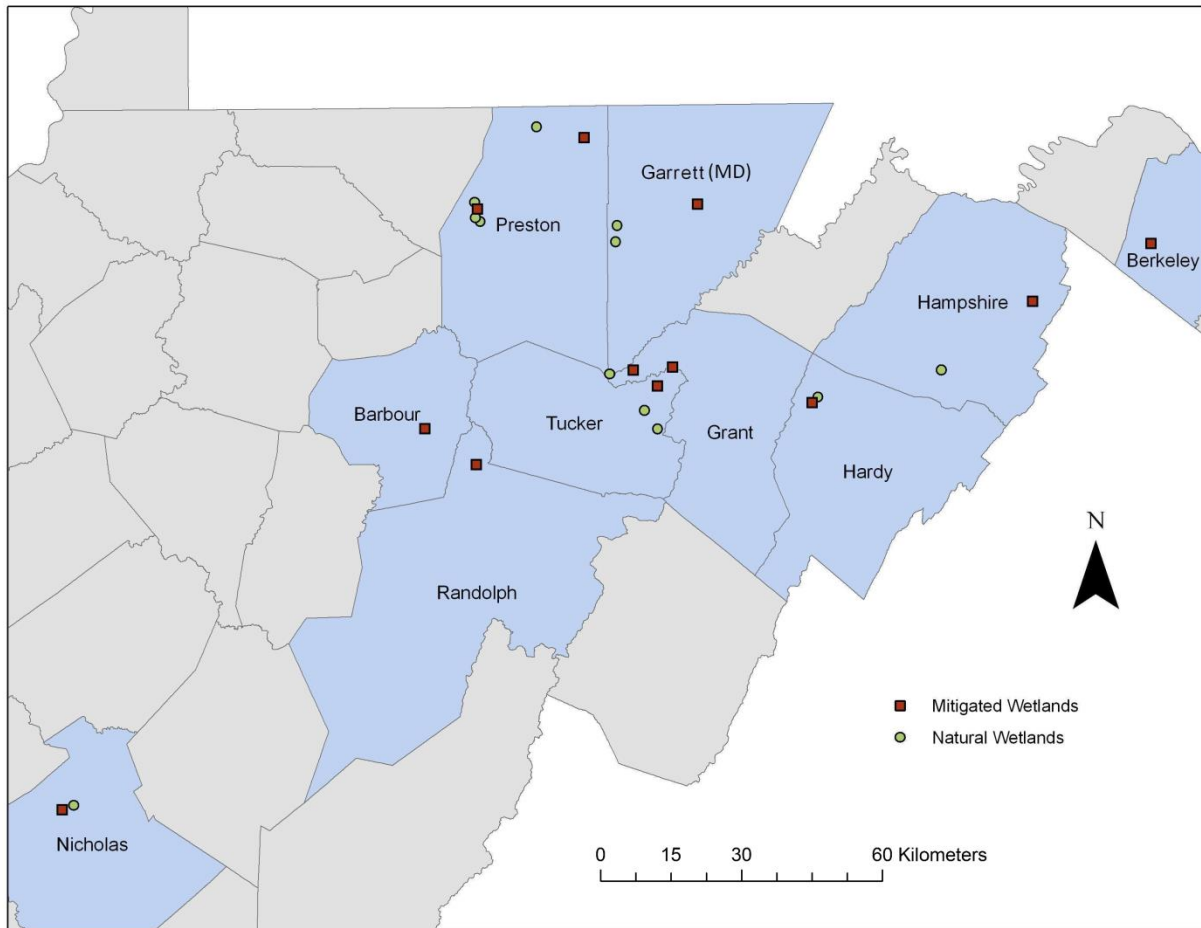 Garrett (MD)
Preston
Berkeley
Hampshire
Barbour
Tucker
Grant
Hardy
N
Randolph
Mitigated Wetlands
Natural Wetlands
Nicholas
0 15 30 60 Kilometers